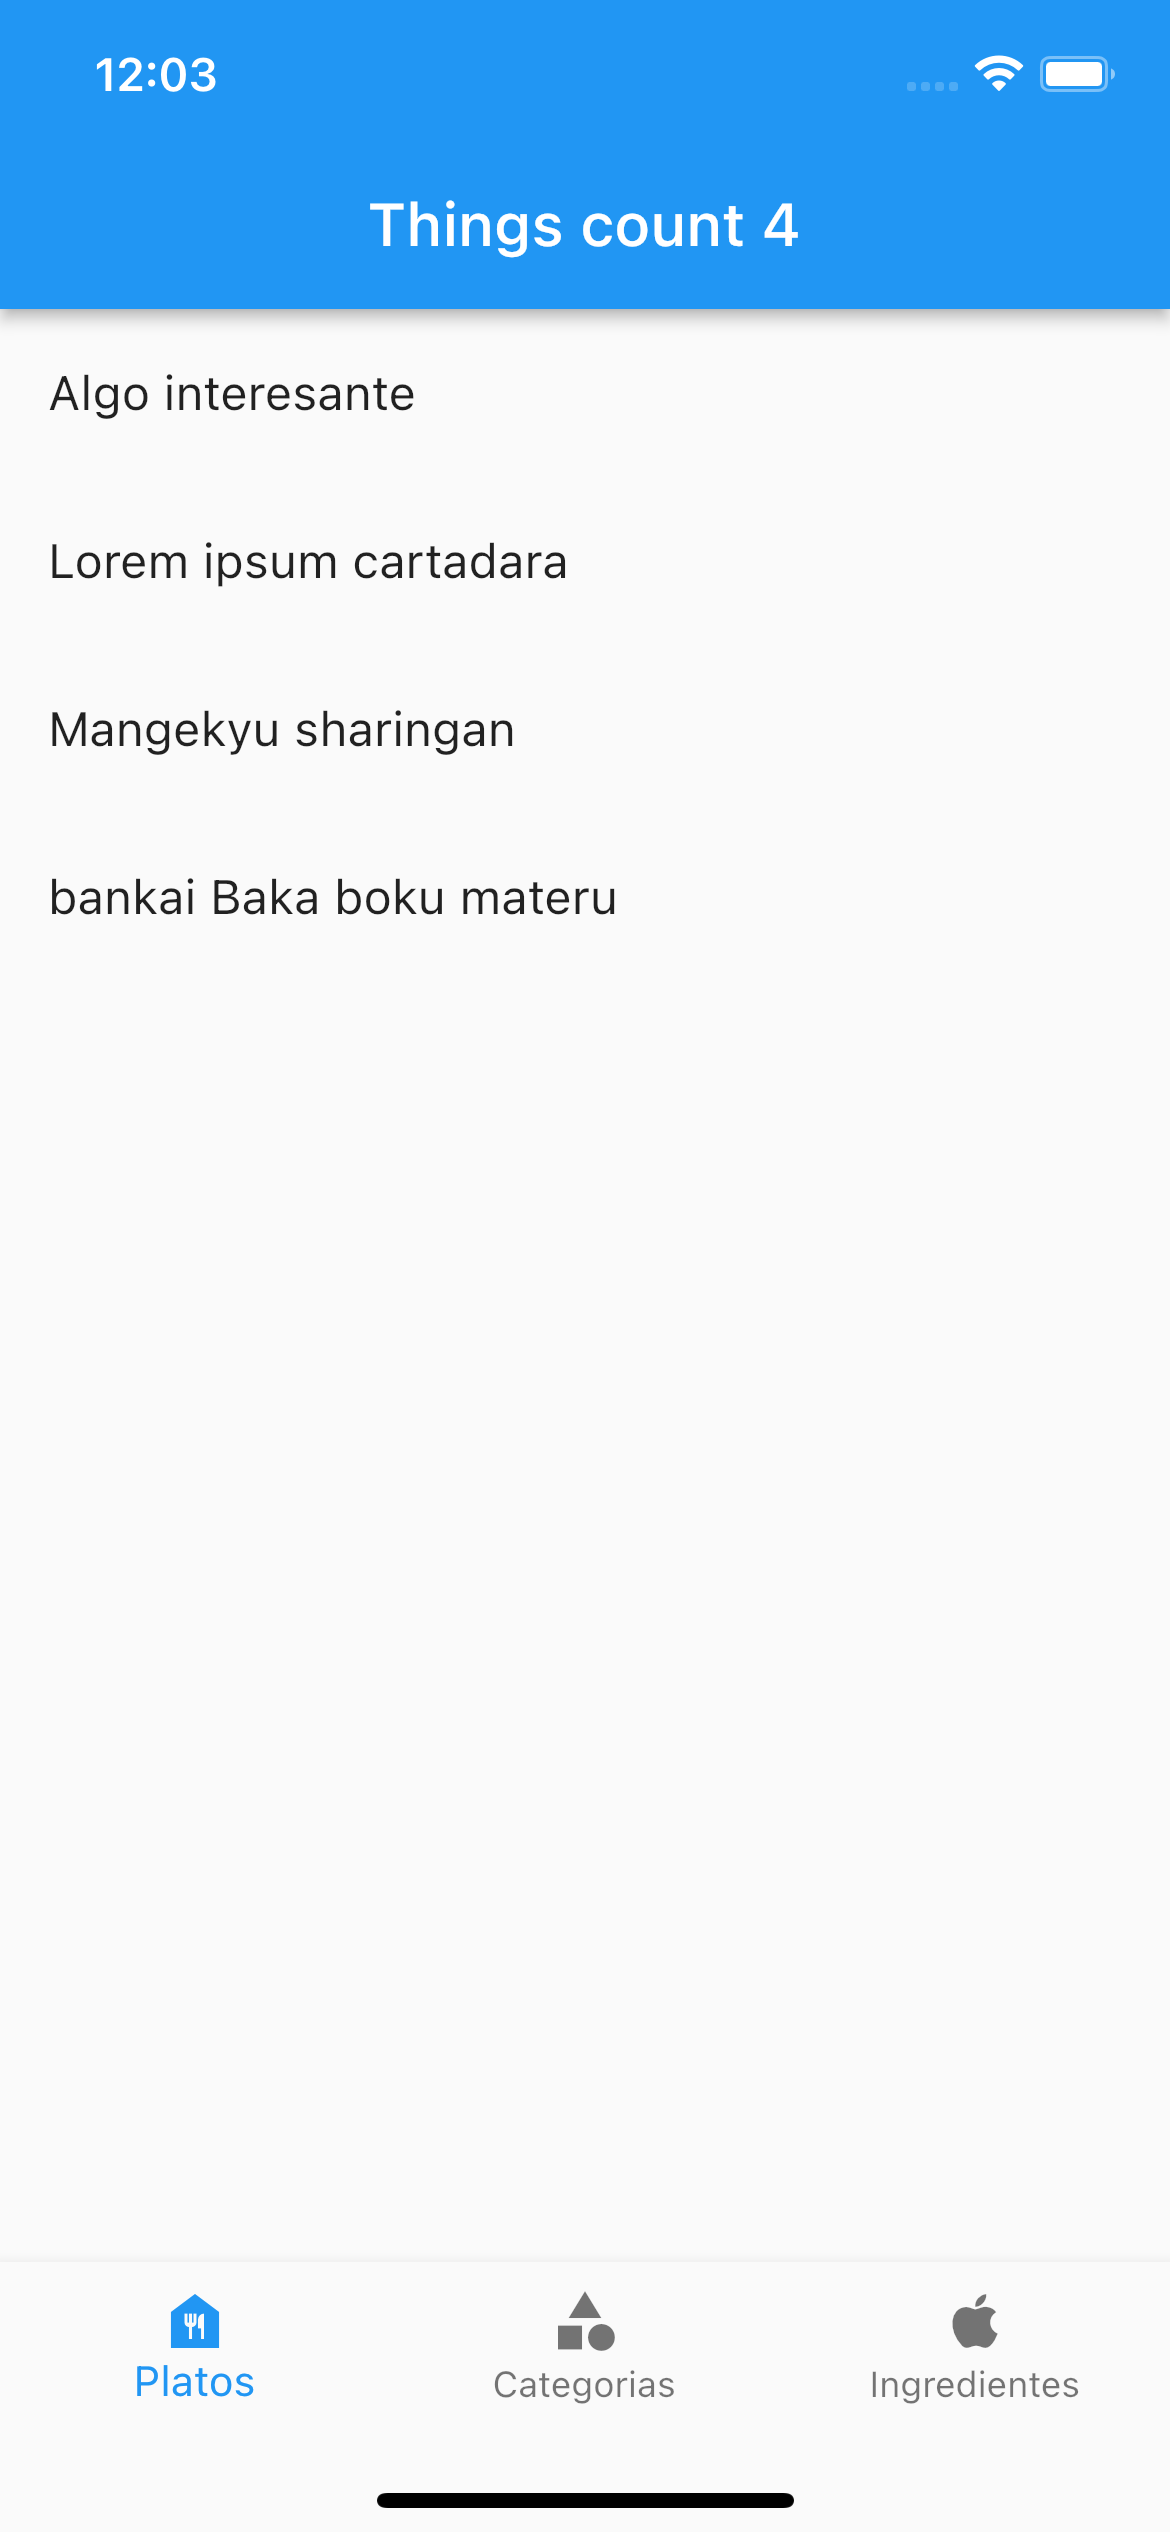 12:03
Things count 4
Algo interesante
Lorem ipsum cartadara
Mangekyu sharingan
bankai Baka boku materu
Platos
Categorias
Ingredientes